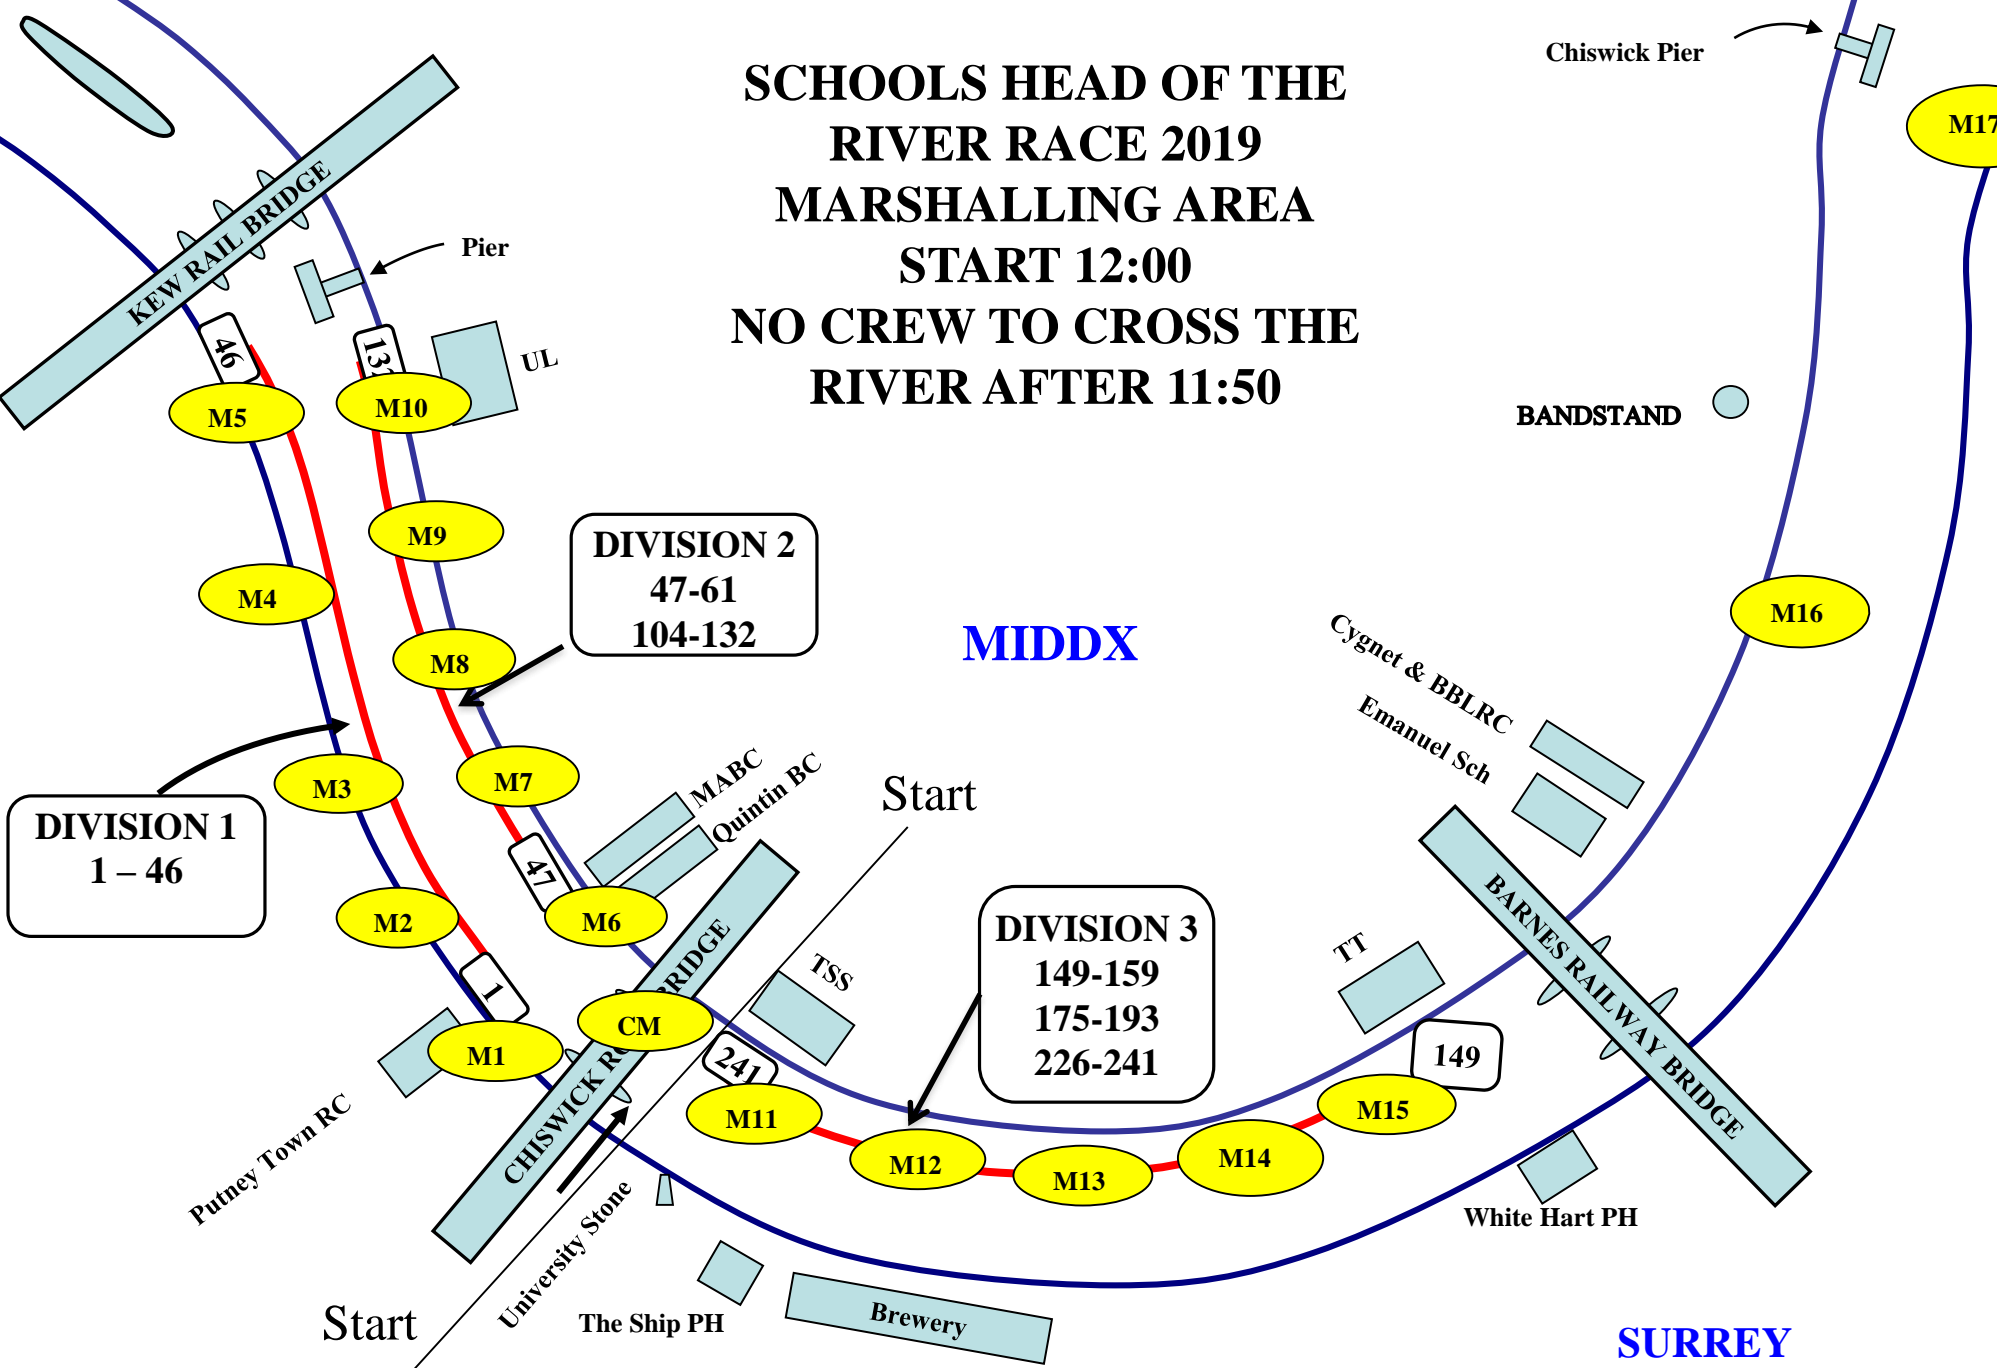 SCHOOLS HEAD OF THE
RIVER RACE 2019
MARSHALLING AREA
START 12:00
NO CREW TO CROSS THE
RIVER AFTER 11:50
Chiswick Pier
M17
KEW RAIL BRIDGE
Pier
46
UL
M5
M10
BANDSTAND
M9
DIVISION 2
47-61
104-132
M4
M8
MIDDX
M16
Cygnet & BBLRC
Emanuel Sch
M3
M7
MABC
Quintin BC
Start
DIVISION 1
1 – 46
47
M2
M6
BARNES RAILWAY BRIDGE
DIVISION 3
149-159
175-193
226-241
TT
TSS
1
CM
M1
241
149
M11
M15
CHISWICK
BRIDGE
M12
M13
M14
Putney Town RC
University Stone
White Hart PH
Start
The Ship PH
Brewery
SURREY